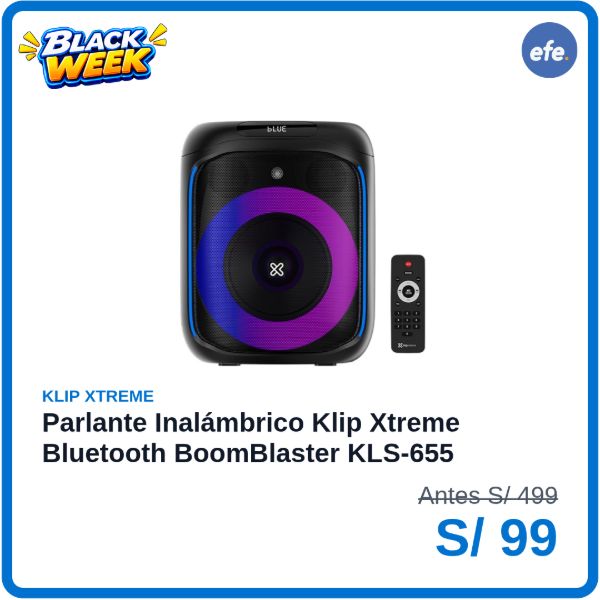 BLACK
WEEK
efe.
bLUE
KLIP XTREME
Parlante Inalámbrico Klip Xtreme
Bluetooth BoomBlaster KLS-655
Antes S/ 499
S/ 99